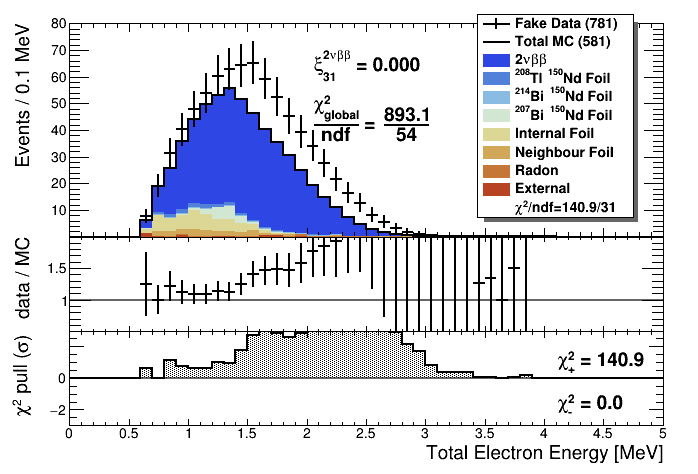 Events / 0.1 MeV
80
70
60
50
40
30
20
10
ξ 2νββ 31 = 0.000
χ2 global / ndf = 893.1 / 54
Fake Data (781)
Total MC (581)
2νββ
208Tl 150Nd Foil
214Bi 150Nd Foil
207Bi 150Nd Foil
Internal Foil
Neighbour Foil
Radon
External
χ2/ndf=140.9/31
data / MC
1.5
1
χ2 pull (σ)
0
−2
χ2+ = 140.9
χ2- = 0.0
0 0.5 1 1.5 2 2.5 3 3.5 4 4.5 5
Total Electron Energy [MeV]